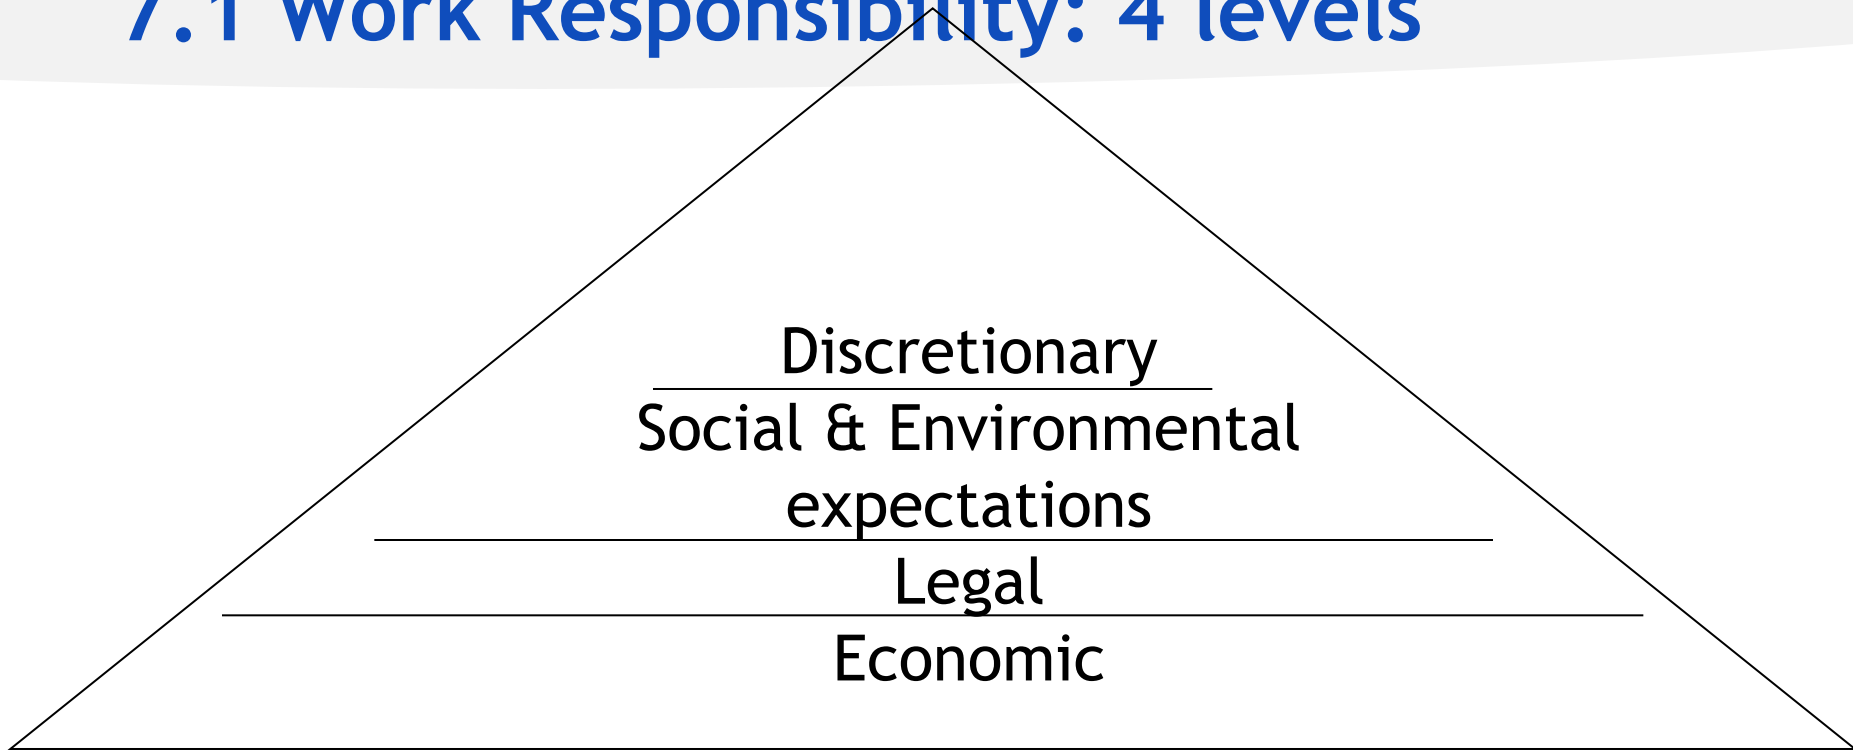 7.1 Work Responsibility: 4 levels
Discretionary
Social & Environmental
expectations
Legal
Economic